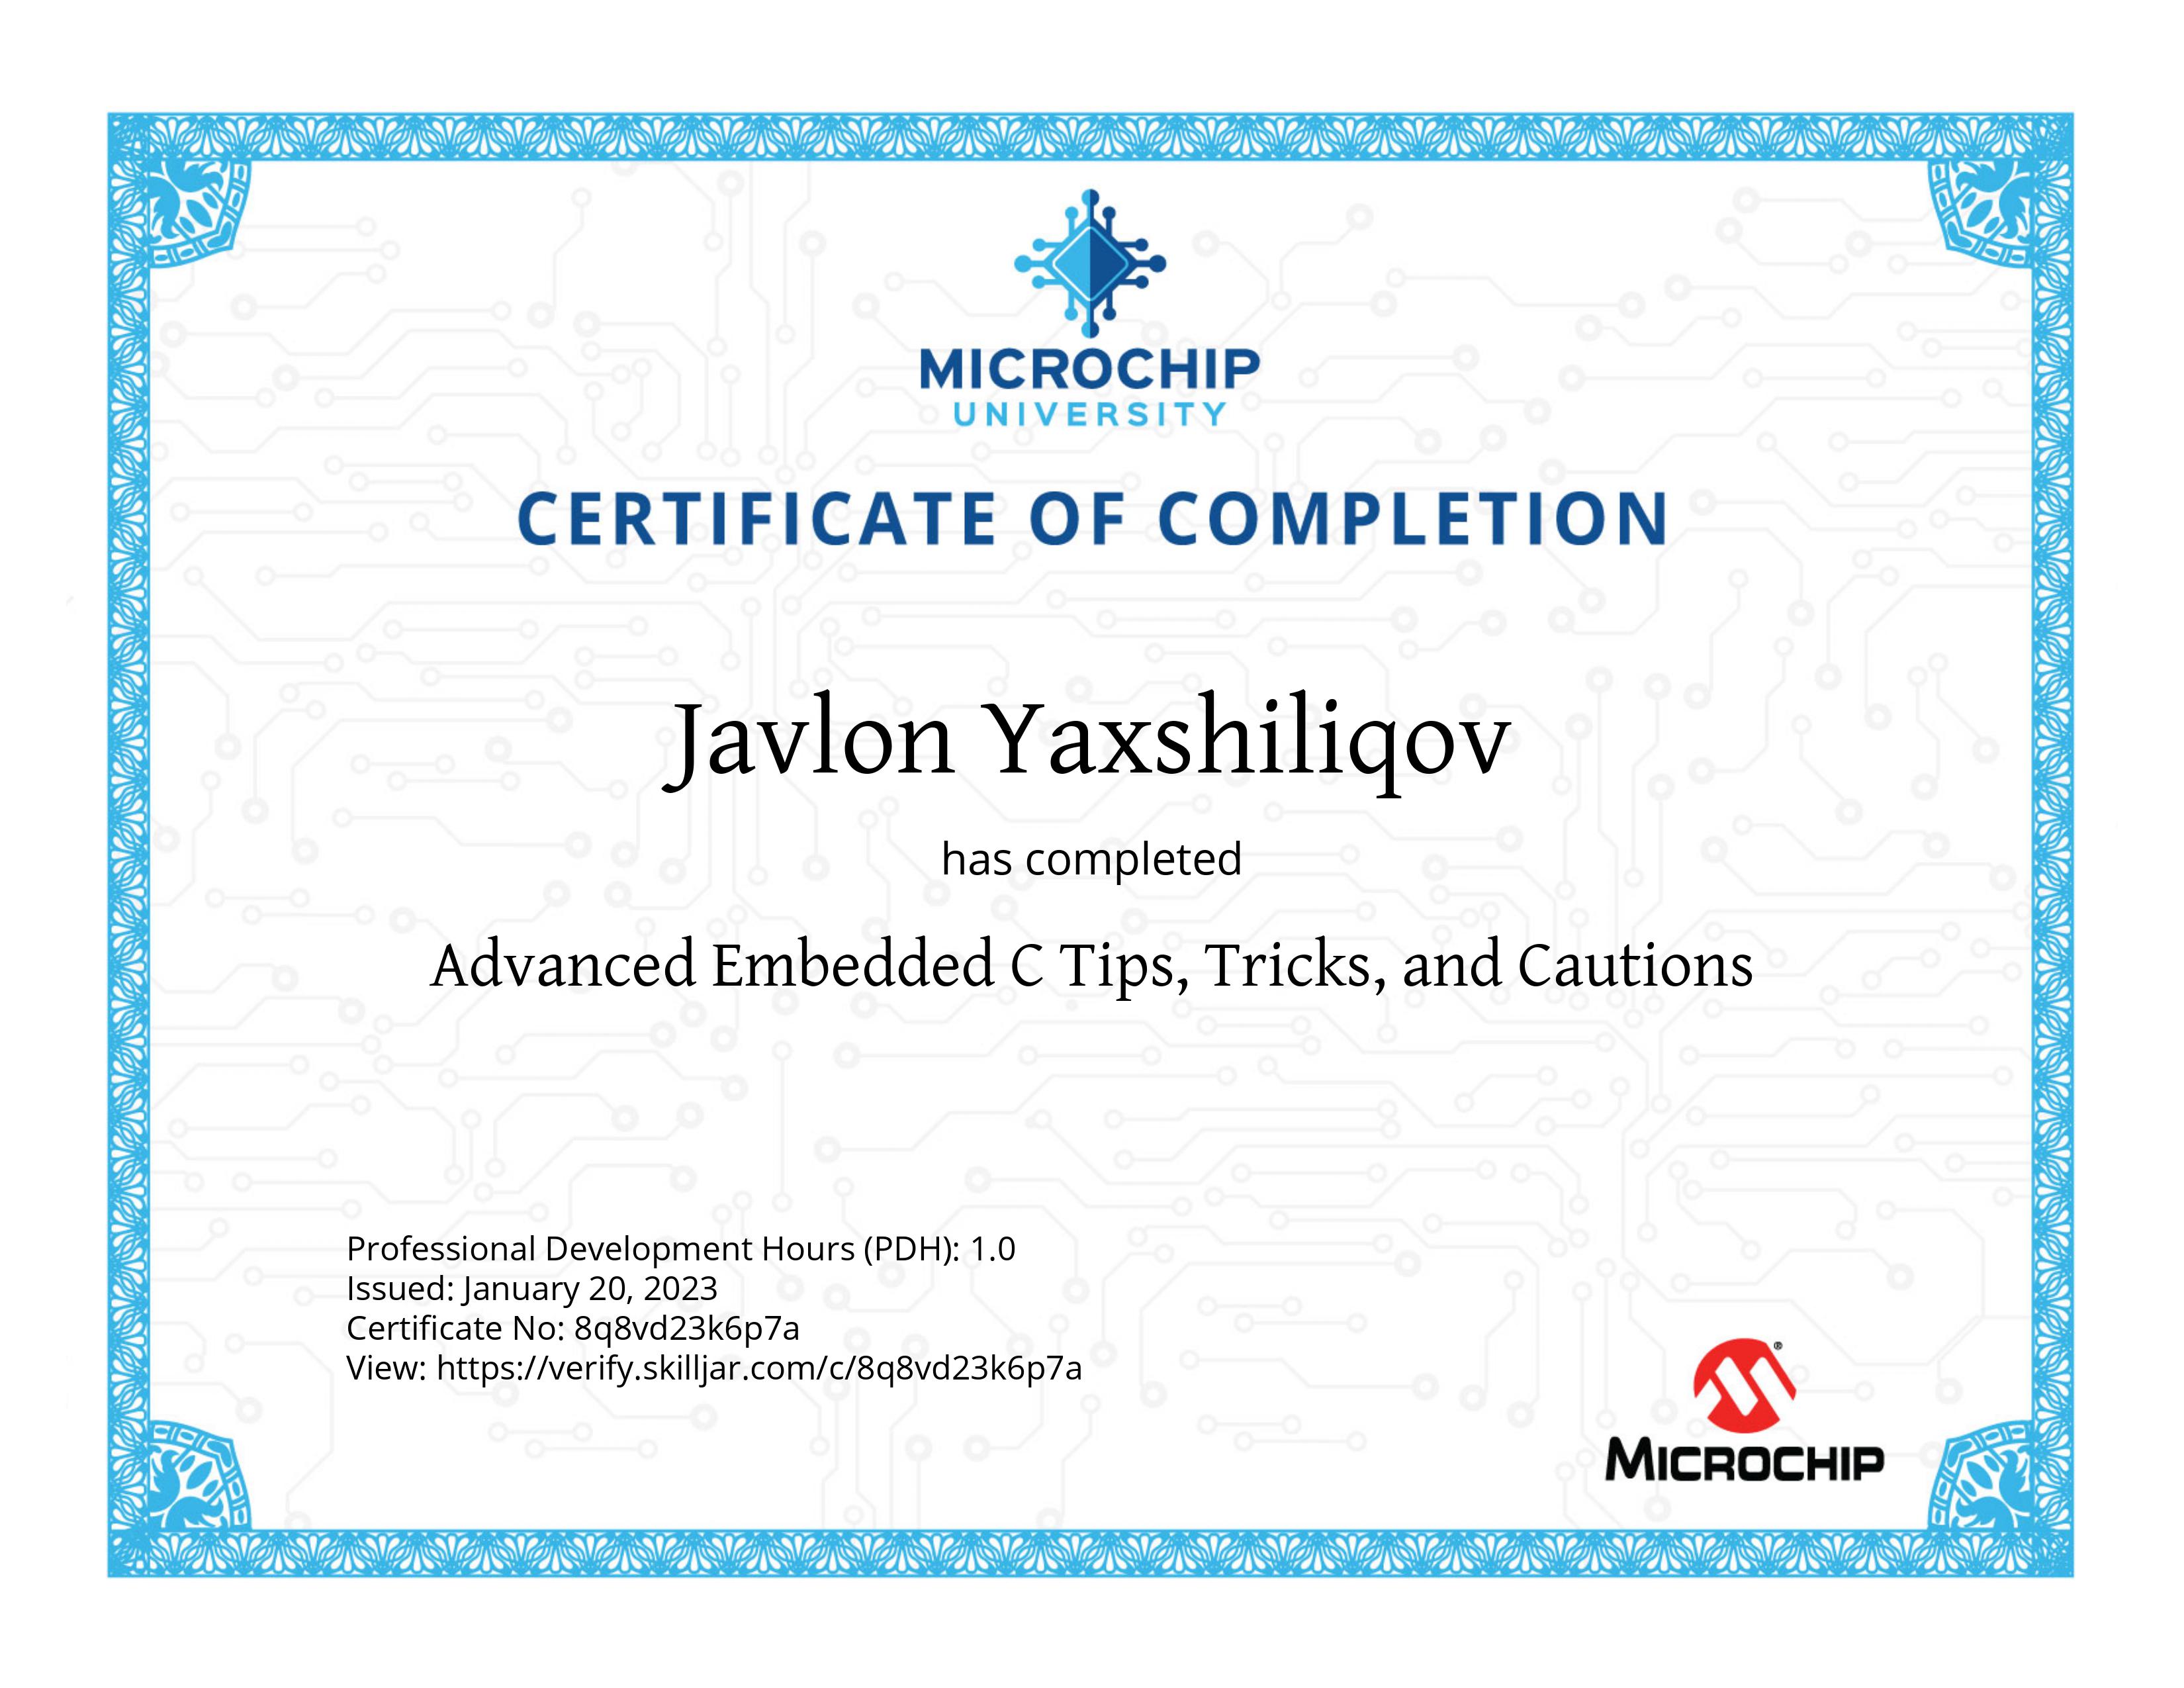 MICROCHIP
UNIVERSITY
CERTIFICATE OF COMPLETION
Javlon Yaxshiliqov
has completed
Advanced Embedded C Tips, Tricks, and Cautions
Professional Development Hours (PDH): 1.0
Issued: January 20, 2023
Certificate No: 8q8vd23k6p7a
View: https://verify.skilljar.com/c/8q8vd23k6p7a
®
MICROCHIP